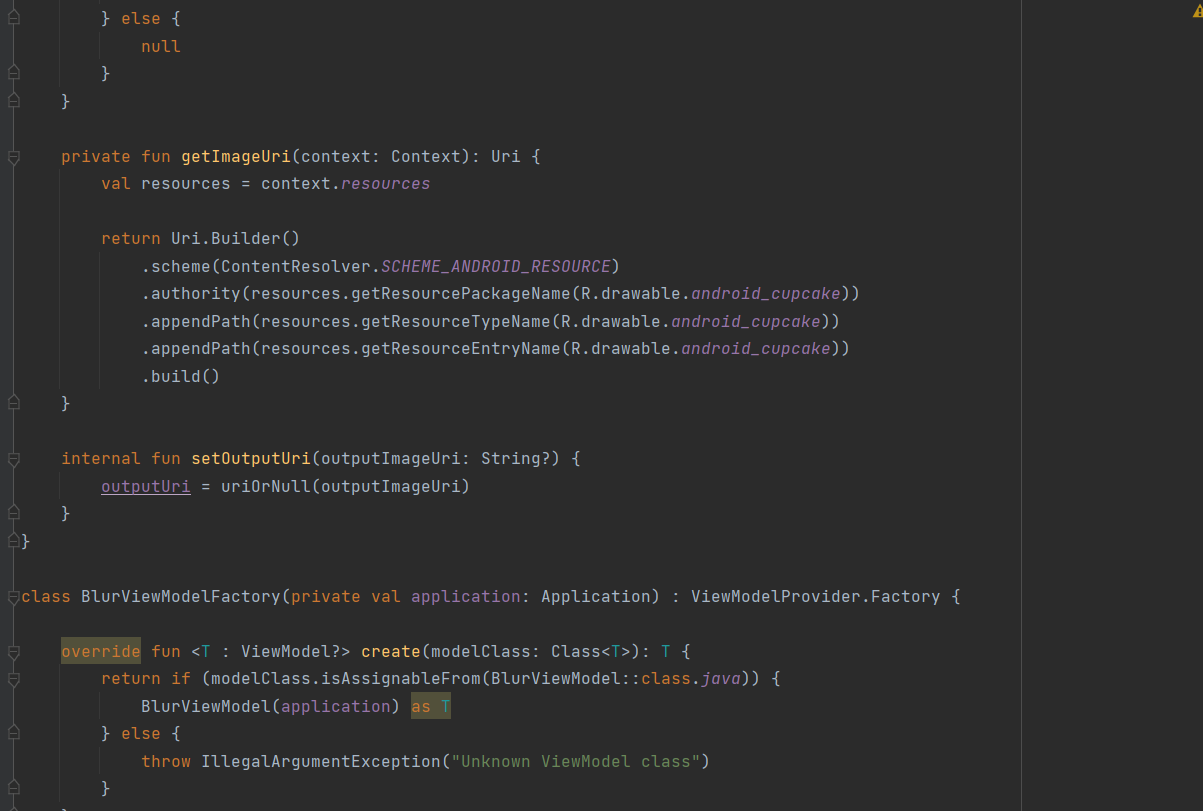 } else {
null
}
}
private fun getImageUri(context: Context): Uri {
val resources = context.resources
return Uri.Builder()
.scheme(ContentResolver.SCHEME_ANDROID_RESOURCE)
.authority(resources.getResourcePackageName(R.drawable.android_cupcake))
.appendPath(resources.getResourceTypeName(R.drawable.android_cupcake))
.appendPath(resources.getResourceEntryName(R.drawable.android_cupcake))
.build()
}
internal fun setOutputUri(outputImageUri: String?) {
outputUri = uriOrNull(outputImageUri)
}
}
class BlurViewModelFactory(private val application: Application) : ViewModelProvider.Factory {
override fun <T : ViewModel?> create(modelClass: Class<T>): T {
return if (modelClass.isAssignableFrom(BlurViewModel::class.java)) {
BlurViewModel(application) as T
} else {
throw IllegalArgumentException("Unknown ViewModel class")
}